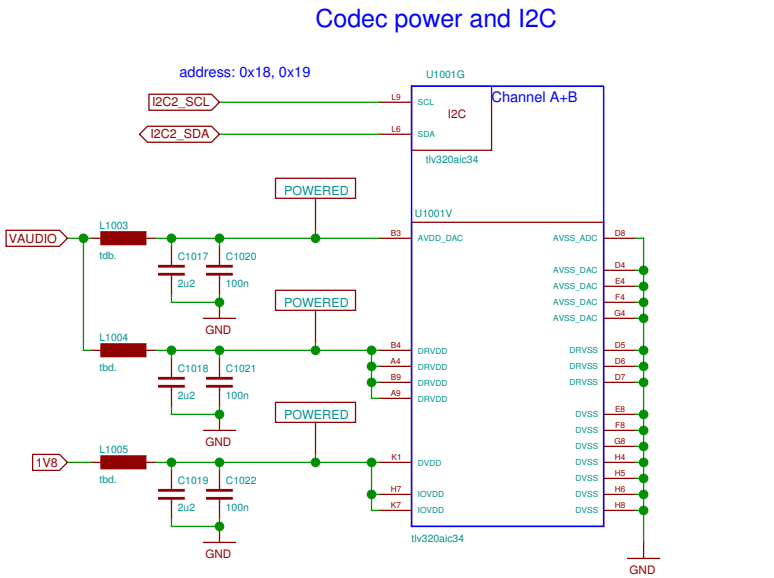 Codec power and I2C
address: 0x18, 0x19
U1001G
I2C2_SCL
L9
SCL
Channel A+B
I2C
I2C2_SDA
L6
SDA
tlv320aic34
POWERED
U1001V
L1003
VAUDIO
B3
AVDD_DAC
AVSS_ADC
D8
tdb.
C1017
C1020
2u2
100n
AVSS_DAC
D4
AVSS_DAC
E4
AVSS_DAC
F4
AVSS_DAC
G4
POWERED
GND
L1004
B4
DRVDD
DRVSS
D5
tbd.
A4
DRVDD
DRVSS
D6
C1018
C1021
B9
DRVDD
DRVSS
D7
2u2
100n
A9
DRVDD
POWERED
DVSS
E8
DVSS
F8
GND
DVSS
G8
L1005
1V8
K1
DVDD
DVSS
H4
tbd.
C1019
C1022
DVSS
H5
2u2
100n
H7
IOVDD
DVSS
H6
K7
IOVDD
DVSS
H8
tlv320aic34
GND
GND